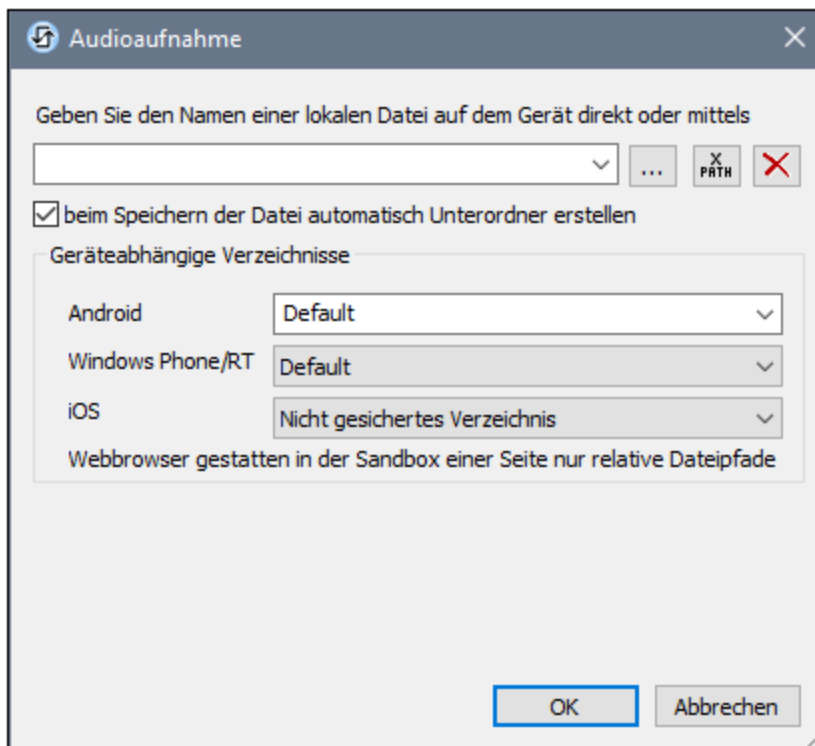 Audioaufnahme
Geben Sie den Namen einer lokalen Datei auf dem Gerät direkt oder mittels
...
X
PATH
beim Speichern der Datei automatisch Unterordner erstellen
Geräteabhängige Verzeichnisse
Android Default
Windows Phone/RT Default
iOS Nicht gesichertes Verzeichnis
Webbrowser gestatten in der Sandbox einer Seite nur relative Dateipfade
OK Abbrechen